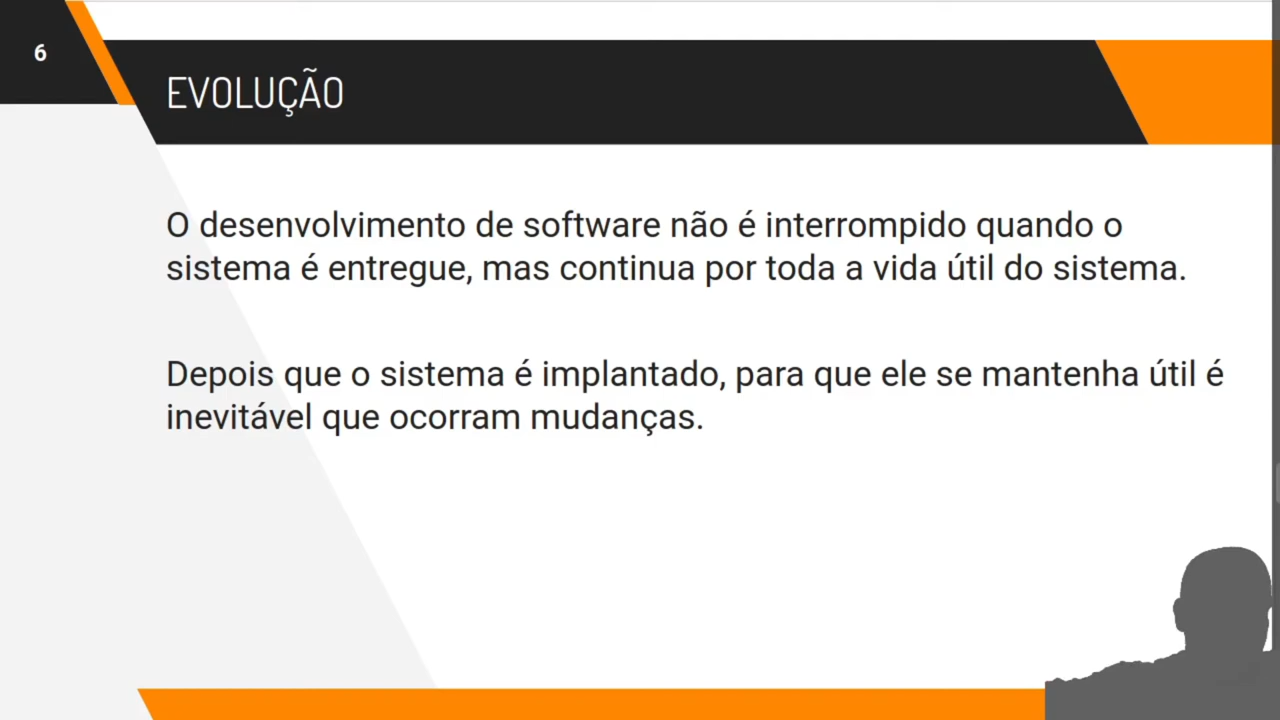 6
EVOLUÇÃO
O desenvolvimento de software não é interrompido quando o
sistema é entregue, mas continua por toda a vida útil do sistema.
Depois que o sistema é implantado, para que ele se mantenha útil é
inevitável que ocorram mudanças.